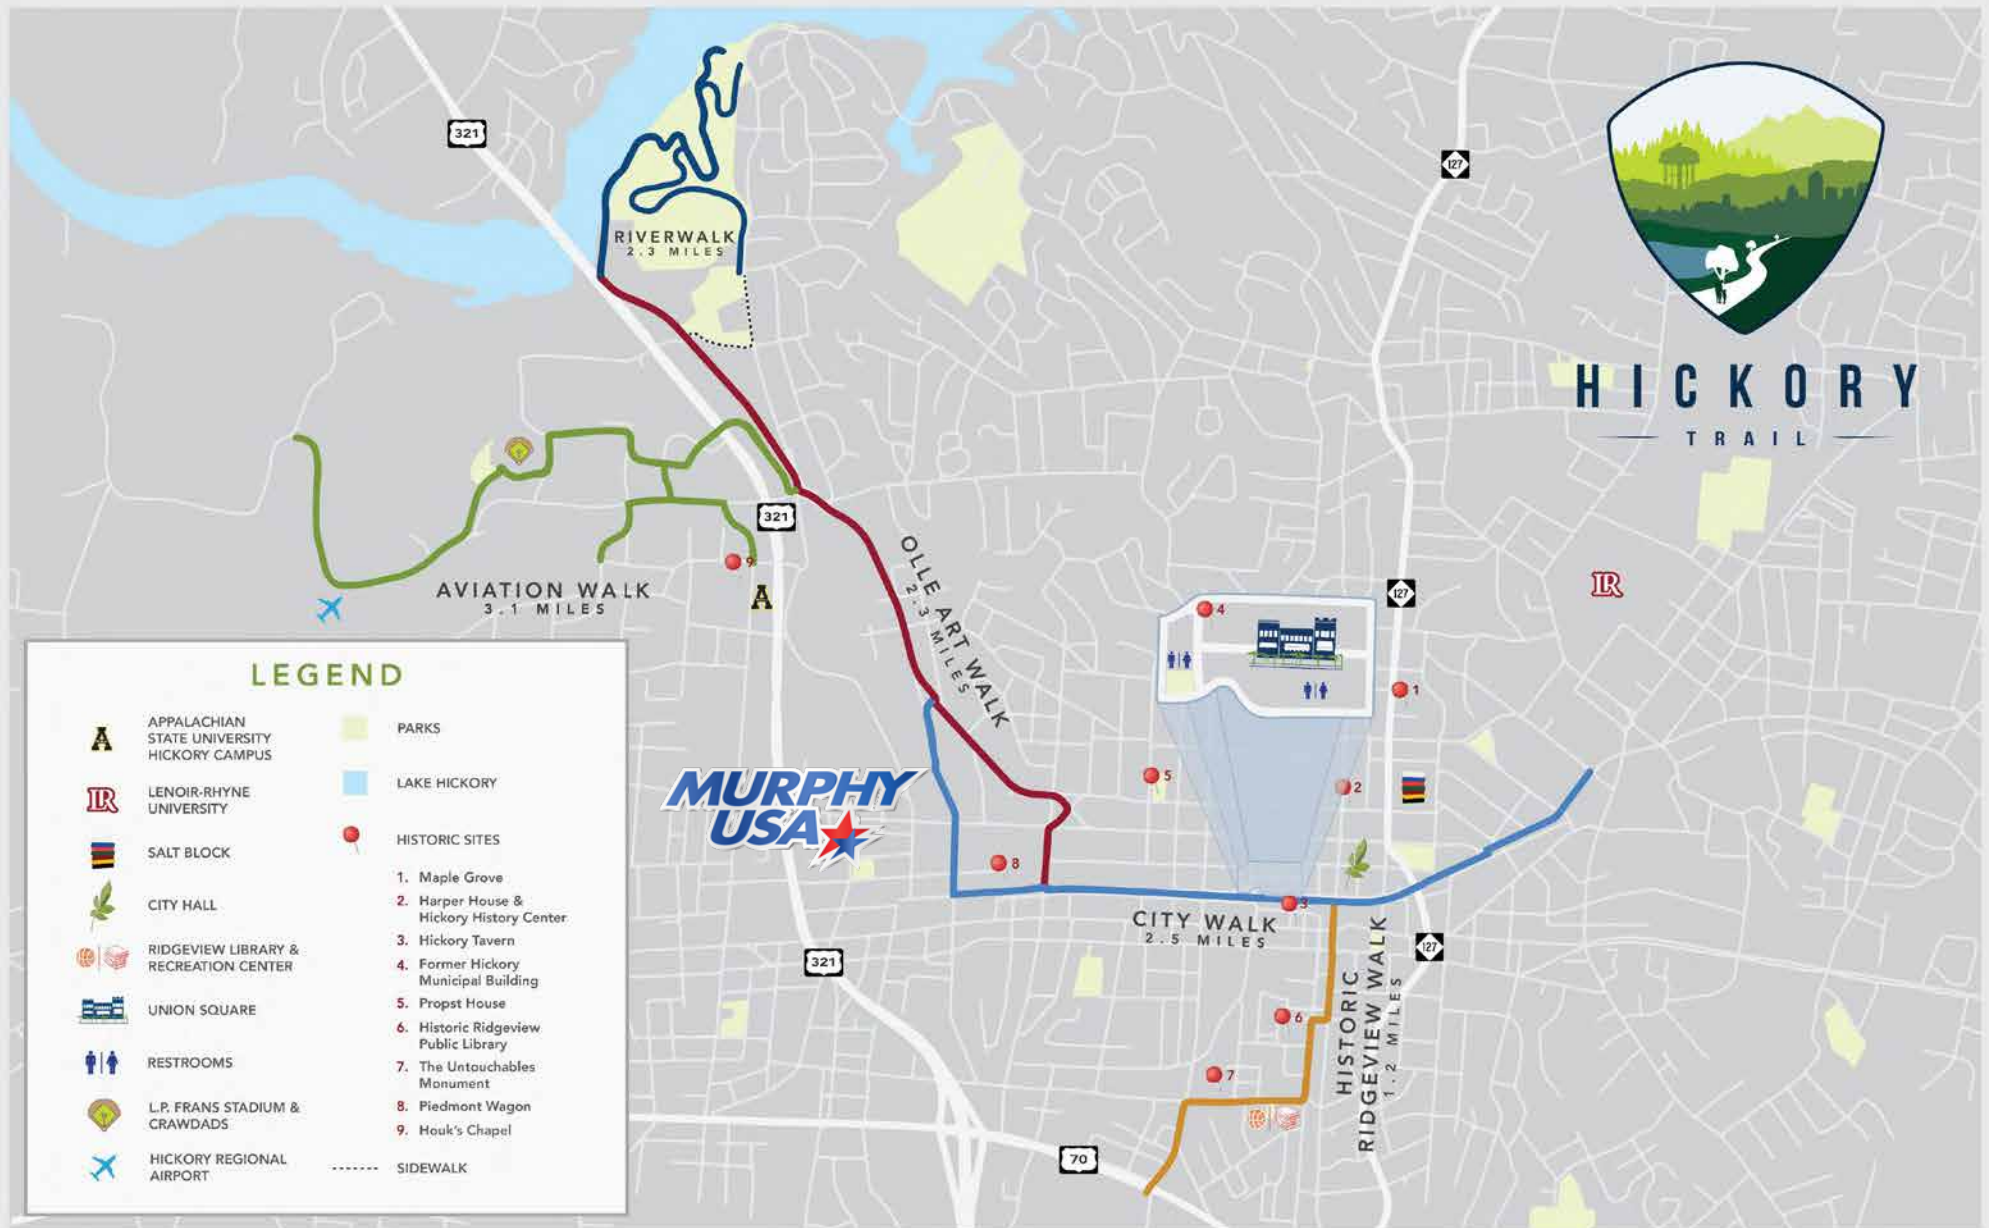 321
127
RIVERWALK
2.3 MILES
HICKORY
TRAIL
321
9
A
AVIATION WALK
3.1 MILES
OLLE ART WALK
2.3 MILES
4
127
LR
1
5
2
MURPHY
USA
8
3
CITY WALK
2.5 MILES
321
127
HISTORIC
RIDGEVIEW WALK
1.2 MILES
6
7
70
LEGEND
A
APPALACHIAN
STATE UNIVERSITY
HICKORY CAMPUS
LR
LENOIR-RHYNE
UNIVERSITY
SALT BLOCK
CITY HALL
RIDGEVIEW LIBRARY &
RECREATION CENTER
UNION SQUARE
RESTROOMS
L.P. FRANS STADIUM &
CRAWDADS
HICKORY REGIONAL
AIRPORT
PARKS
LAKE HICKORY
HISTORIC SITES
1. Maple Grove
2. Harper House &
Hickory History Center
3. Hickory Tavern
4. Former Hickory
Municipal Building
5. Propst House
6. Historic Ridgeview
Public Library
7. The Untouchables
Monument
8. Piedmont Wagon
9. Houk's Chapel
SIDEWALK